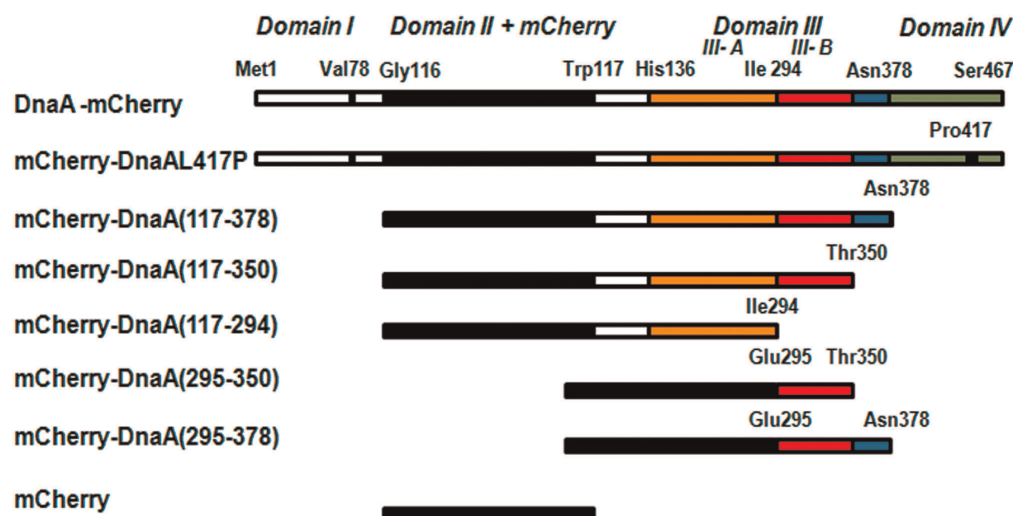 Domain I Domain II + mCherry Domain III Domain IV
III- A III- B
Met1 Val78 Gly116 Trp117 His136 Ile 294 Asn378 Ser467
DnaA -mCherry
Pro417
mCherry-DnaAL417P
Asn378
mCherry-DnaA(117-378)
Thr350
mCherry-DnaA(117-350)
Ile294
mCherry-DnaA(117-294)
Glu295 Thr350
mCherry-DnaA(295-350)
Glu295 Asn378
mCherry-DnaA(295-378)
mCherry